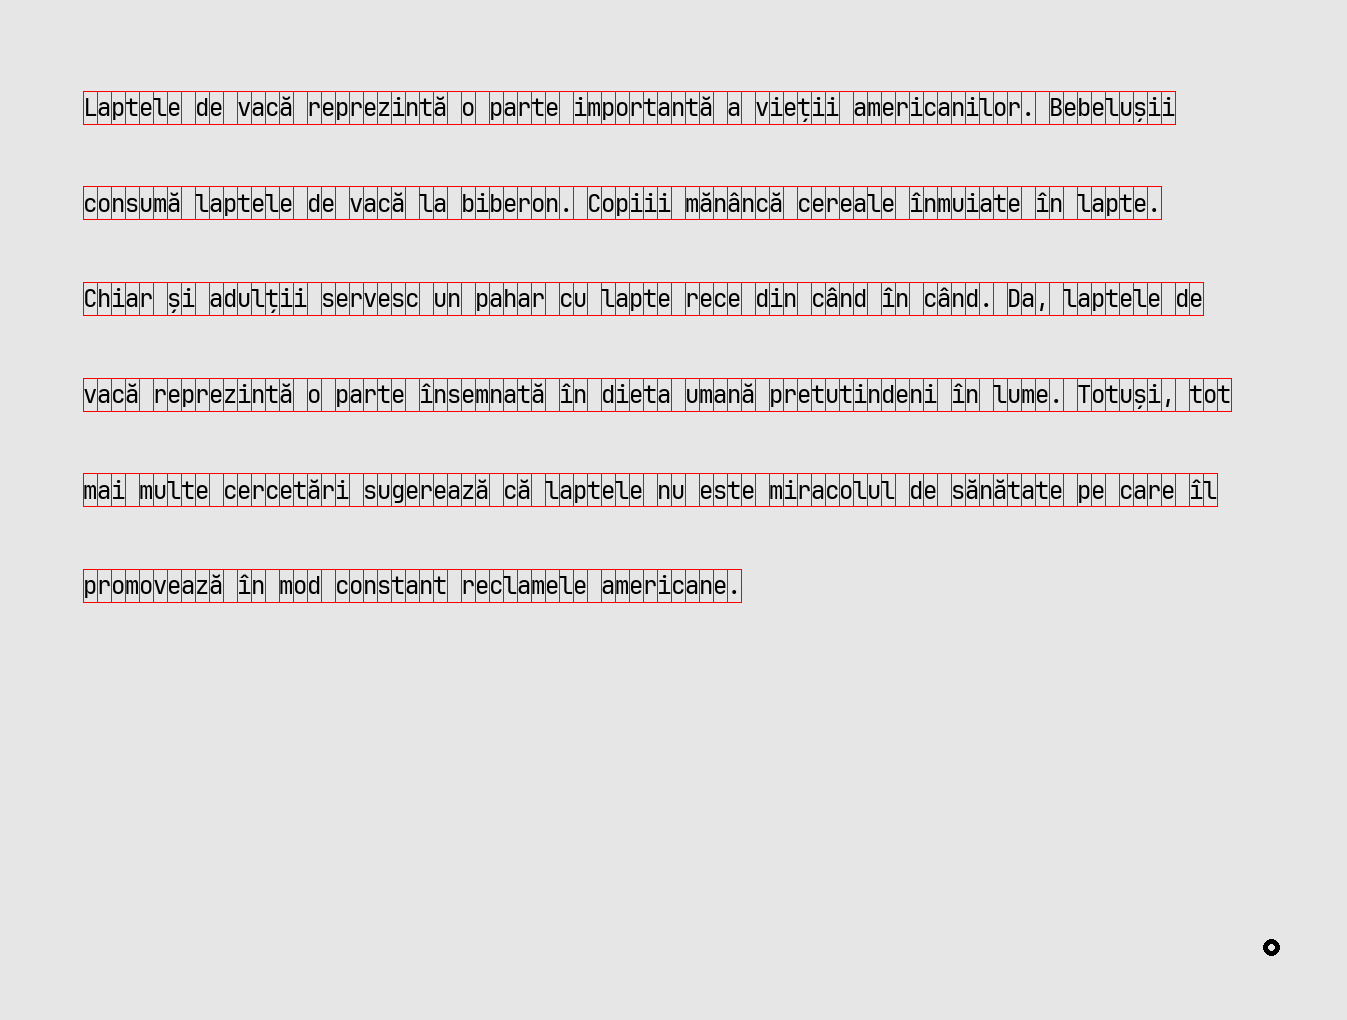 Laptele de vacă reprezintă o parte importantă a vieții americanilor. Bebelușii
consumă laptele de vacă la biberon. Copiii mănâncă cereale înmuiate în lapte.
Chiar și adulții servesc un pahar cu lapte rece din când în când. Da, laptele de
vacă reprezintă o parte însemnată în dieta umană pretutindeni în lume. Totuși, tot
mai multe cercetări sugerează că laptele nu este miracolul de sănătate pe care îl
promovează în mod constant reclamele americane.